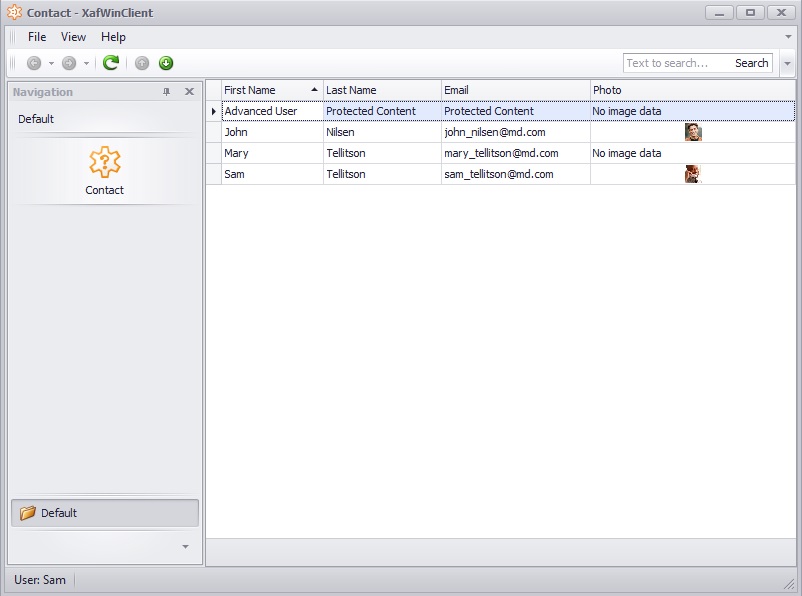 Contact - XafWinClient
File View Help
Text to search... Search
Navigation
Default
Contact
Default
First Name Last Name Email Photo
Advanced User Protected Content Protected Content No image data
John Nilsen john_nilsen@md.com
Mary Tellitson mary_tellitson@md.com No image data
Sam Tellitson sam_tellitson@md.com
User: Sam